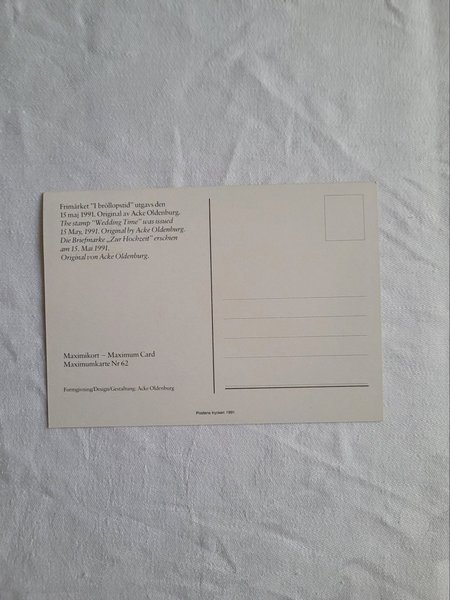 Frimärket "I bröllopstid" utgavs den
15 maj 1991. Original av Acke Oldenburg.
The stamp "Wedding Time" was issued
15 May, 1991. Original by Acke Oldenburg.
Die Briefmarke „Zur Hochzeit" erschien
am 15. Mai 1991.
Original von Acke Oldenburg.
Maximikort – Maximum Card
Maximumkarte Nr 62
Formgivning/Design/Gestaltung: Acke Oldenburg
Postens tryckeri 1991